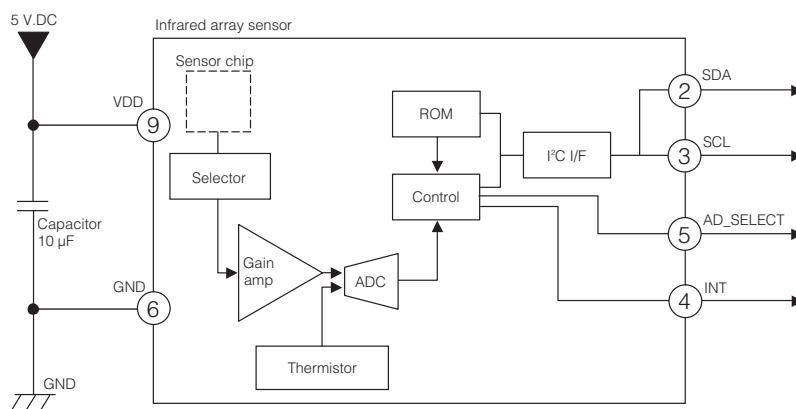 5 V.DC
Infrared array sensor
Sensor chip
VDD
9
Selector
ROM
Control
I²C I/F
2
SDA
3
SCL
5
AD_SELECT
4
INT
Capacitor
10 µF
Gain
amp
ADC
GND
6
Thermistor
GND